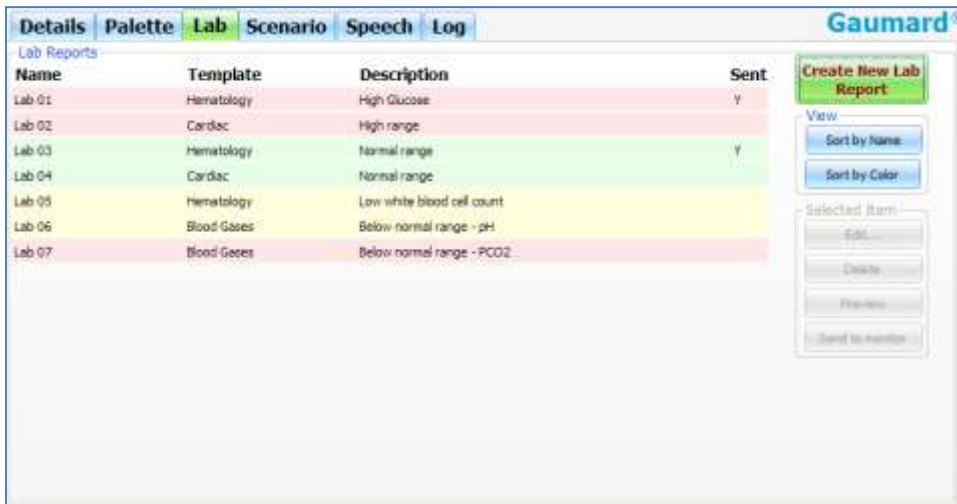 Details Palette Lab Scenario Speech Log
Gaumard®
Lab Reports
Name Template Description Sent
Lab 01 Hematology High Glucose Y
Lab 02 Cardiac High range
Lab 03 Hematology Normal range Y
Lab 04 Cardiac Normal range
Lab 05 Hematology Low white blood cell count
Lab 06 Blood Gases Below normal range - pH
Lab 07 Blood Gases Below normal range - PCO2
Create New Lab
Report
View
Sort by Name
Sort by Color
Selected Item
Edit...
Delete
Preview
Send to monitor